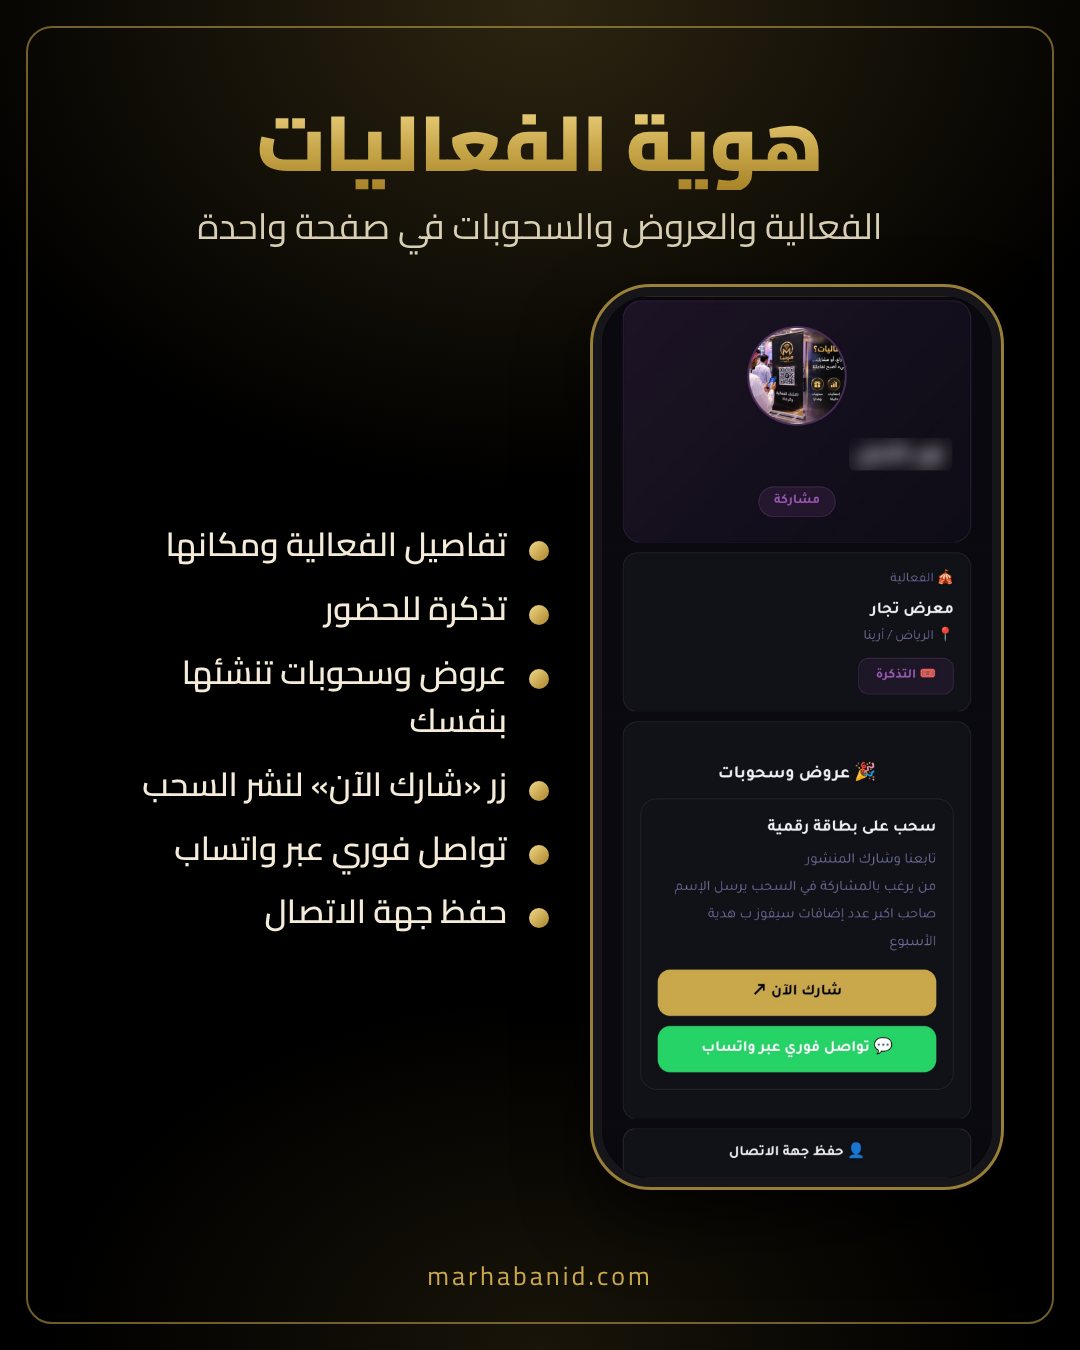 هوية الفعاليات
الفعالية والعروض والسحوبات في صفحة واحدة
مشاركة
🎪 الفعالية
معرض تجار
📍 الرياض / أرينا
🎟️ التذكرة
🎉 عروض وسحوبات
سحب على بطاقة رقمية
تابعنا وشارك المنشور
من يرغب بالمشاركة في السحب يرسل الإسم
صاحب اكبر عدد إضافات سيفوز ب هدية
الأسبوع
شارك الآن ↗
💬 تواصل فوري عبر واتساب
👤 حفظ جهة الاتصال
تفاصيل الفعالية ومكانها
تذكرة للحضور
عروض وسحوبات تنشئها
بنفسك
زر «شارك الآن» لنشر السحب
تواصل فوري عبر واتساب
حفظ جهة الاتصال
marhabanid.com